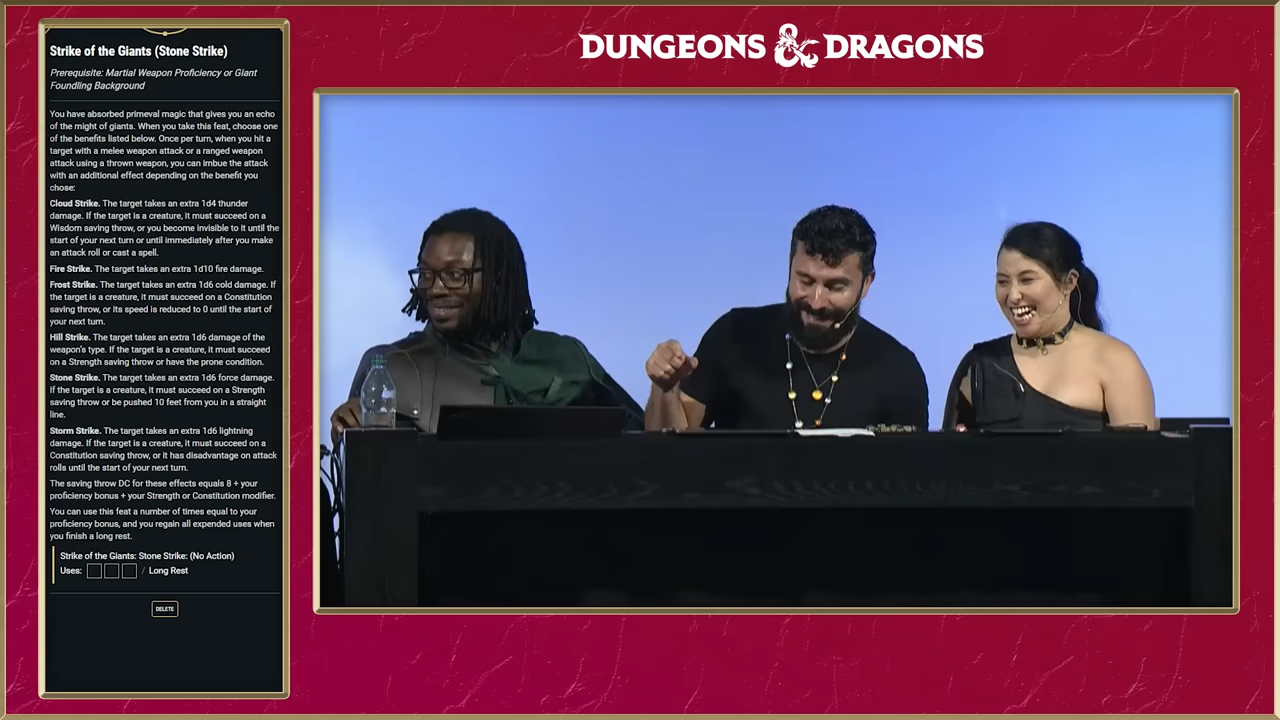 Strike of the Giants (Stone Strike)
Prerequisite: Martial Weapon Proficiency or Giant
Foundling Background
You have absorbed primeval magic that gives you an echo
of the might of giants. When you take this feat, choose one
of the benefits listed below. Once per turn, when you hit a
target with a melee weapon attack or a ranged weapon
attack using a thrown weapon, you can imbue the attack
with an additional effect depending on the benefit you
chose:
Cloud Strike. The target takes an extra 1d4 thunder
damage. If the target is a creature, it must succeed on a
Wisdom saving throw, or you become invisible to it until the
start of your next turn or until immediately after you make
an attack roll or cast a spell.
Fire Strike. The target takes an extra 1d10 fire damage.
Frost Strike. The target takes an extra 1d6 cold damage. If
the target is a creature, it must succeed on a Constitution
saving throw, or its speed is reduced to 0 until the start of
your next turn.
Hill Strike. The target takes an extra 1d6 damage of the
weapon's type. If the target is a creature, it must succeed
on a Strength saving throw or have the prone condition.
Stone Strike. The target takes an extra 1d6 force damage.
If the target is a creature, it must succeed on a Strength
saving throw or be pushed 10 feet from you in a straight
line.
Storm Strike. The target takes an extra 1d6 lightning
damage. If the target is a creature, it must succeed on a
Constitution saving throw, or it has disadvantage on attack
rolls until the start of your next turn.
The saving throw DC for these effects equals 8 + your
proficiency bonus + your Strength or Constitution modifier.
You can use this feat a number of times equal to your
proficiency bonus, and you regain all expended uses when
you finish a long rest.
Strike of the Giants: Stone Strike: (No Action)
Uses: / Long Rest
DELETE
DUNGEONS & DRAGONS